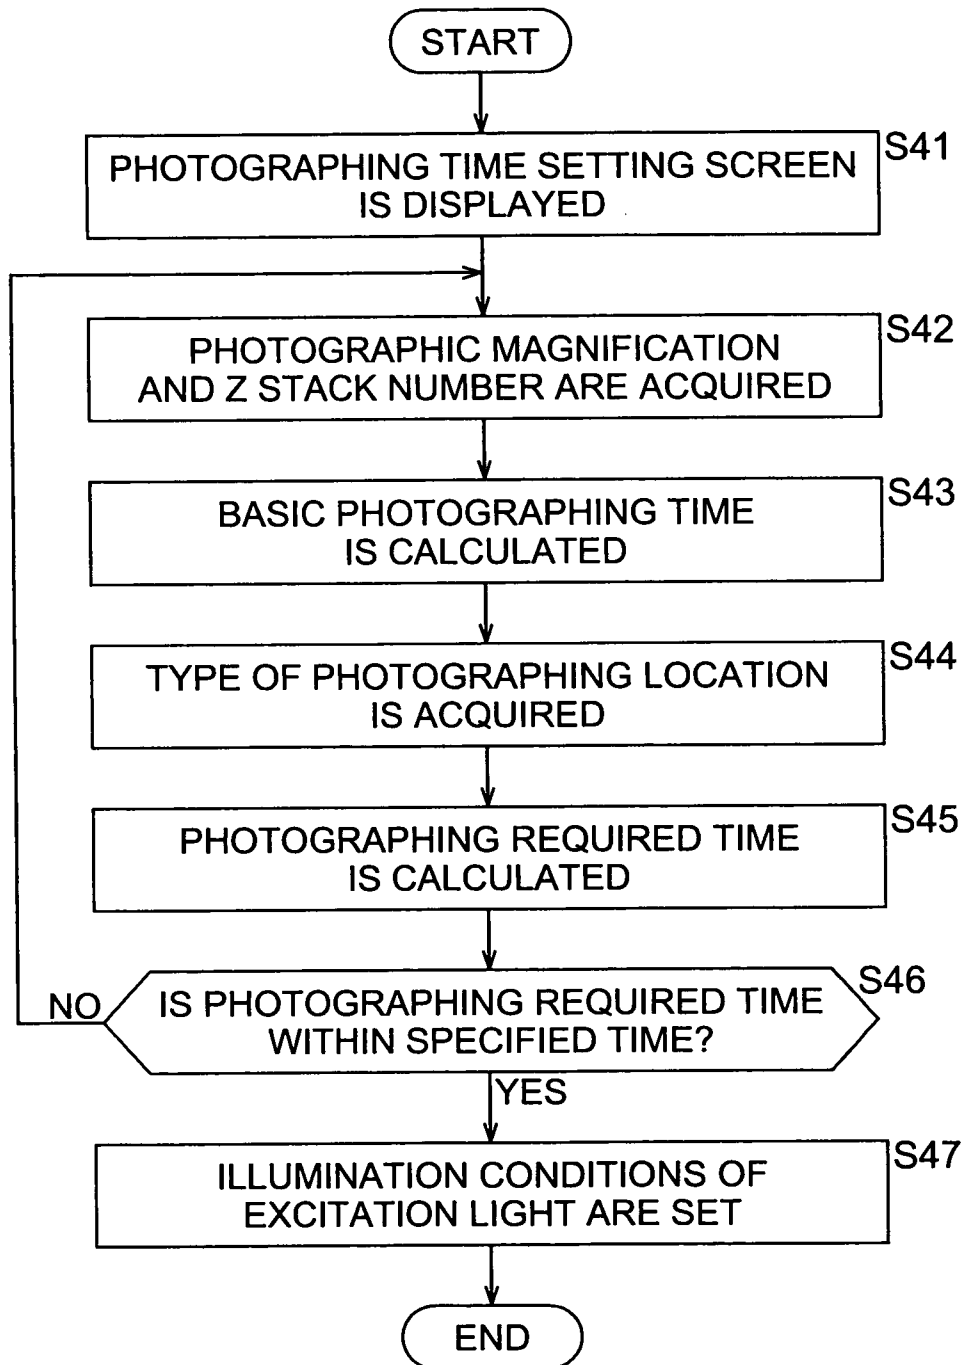 START
S41
PHOTOGRAPHING TIME SETTING SCREEN
IS DISPLAYED
S42
PHOTOGRAPHIC MAGNIFICATION
AND Z STACK NUMBER ARE ACQUIRED
S43
BASIC PHOTOGRAPHING TIME
IS CALCULATED
S44
TYPE OF PHOTOGRAPHING LOCATION
IS ACQUIRED
S45
PHOTOGRAPHING REQUIRED TIME
IS CALCULATED
S46
NO
IS PHOTOGRAPHING REQUIRED TIME
WITHIN SPECIFIED TIME?
YES
S47
ILLUMINATION CONDITIONS OF
EXCITATION LIGHT ARE SET
END